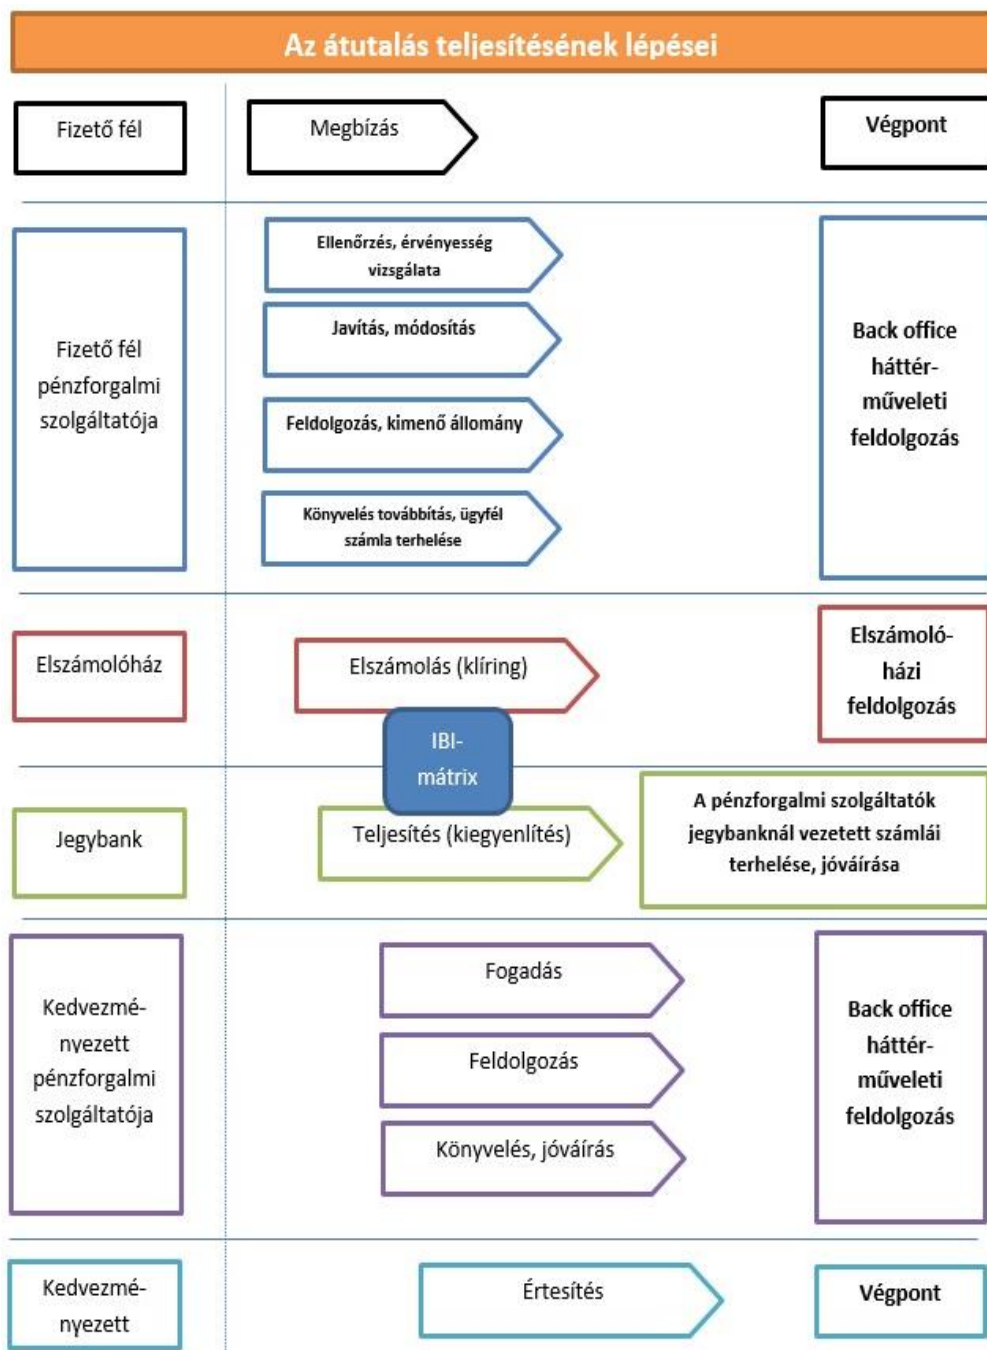 Az átutalás teljesítésének lépései
Fizető fél
Megbízás
Végpont
Fizető fél
pénzforgalmi
szolgáltatója
Ellenőrzés, érvényesség
vizsgálata
Javítás, módosítás
Feldolgozás, kimenő állomány
Könyvelés továbbítás, ügyfél
számla terhelése
Back office
háttér-
műveleti
feldolgozás
Elszámolóház
Elszámolás (klíring)
Elszámoló-
házi
feldolgozás
IBI-
mátrix
Jegybank
Teljesítés (kiegyenlítés)
A pénzforgalmi szolgáltatók
jegybanknál vezetett számlái
terhelése, jóváírása
Kedvezmé-
nyezett
pénzforgalmi
szolgáltatója
Fogadás
Feldolgozás
Könyvelés, jóváírás
Back office
háttér-
műveleti
feldolgozás
Kedvezmé-
nyezett
Értesítés
Végpont